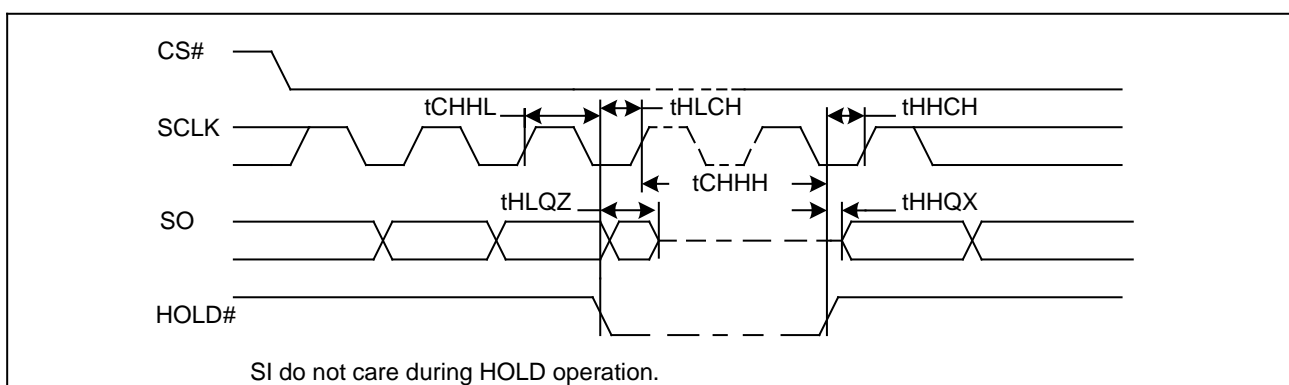 CS#
tCHHL
tHLCH
tHHCH
SCLK
tCHHH
tHLQZ
tHHQX
SO
HOLD#
SI do not care during HOLD operation.